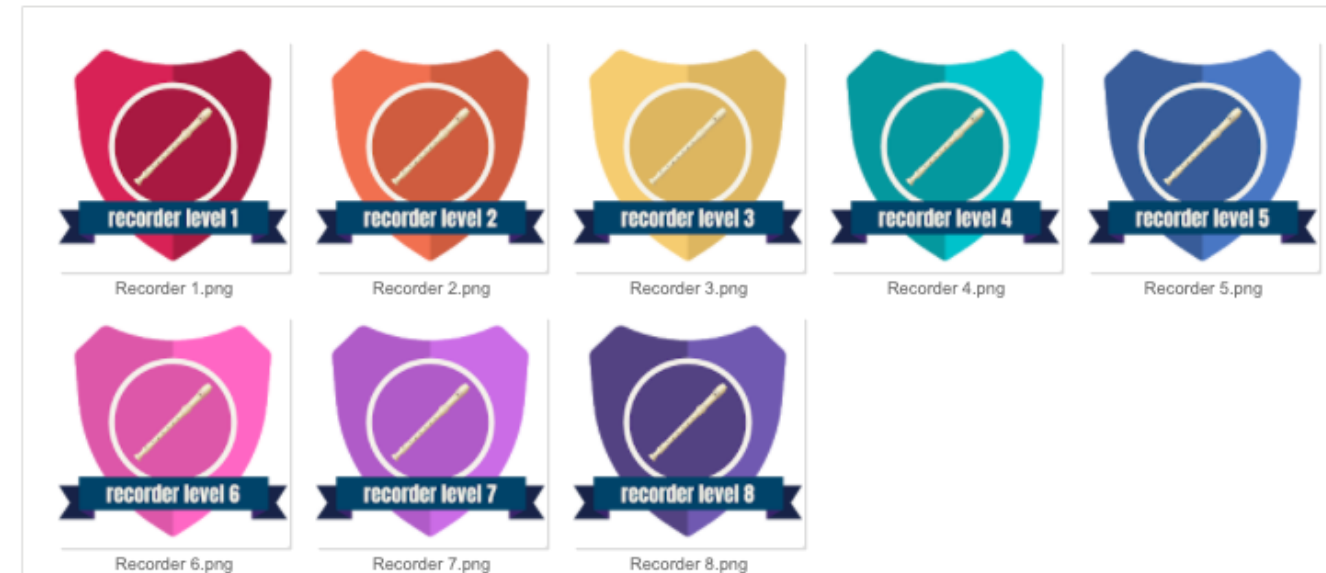 recorder level 1
recorder level 2
recorder level 3
recorder level 4
recorder level 5
Recorder 1.png
Recorder 2.png
Recorder 3.png
Recorder 4.png
Recorder 5.png
recorder level 6
recorder level 7
recorder level 8
Recorder 6.png
Recorder 7.png
Recorder 8.png